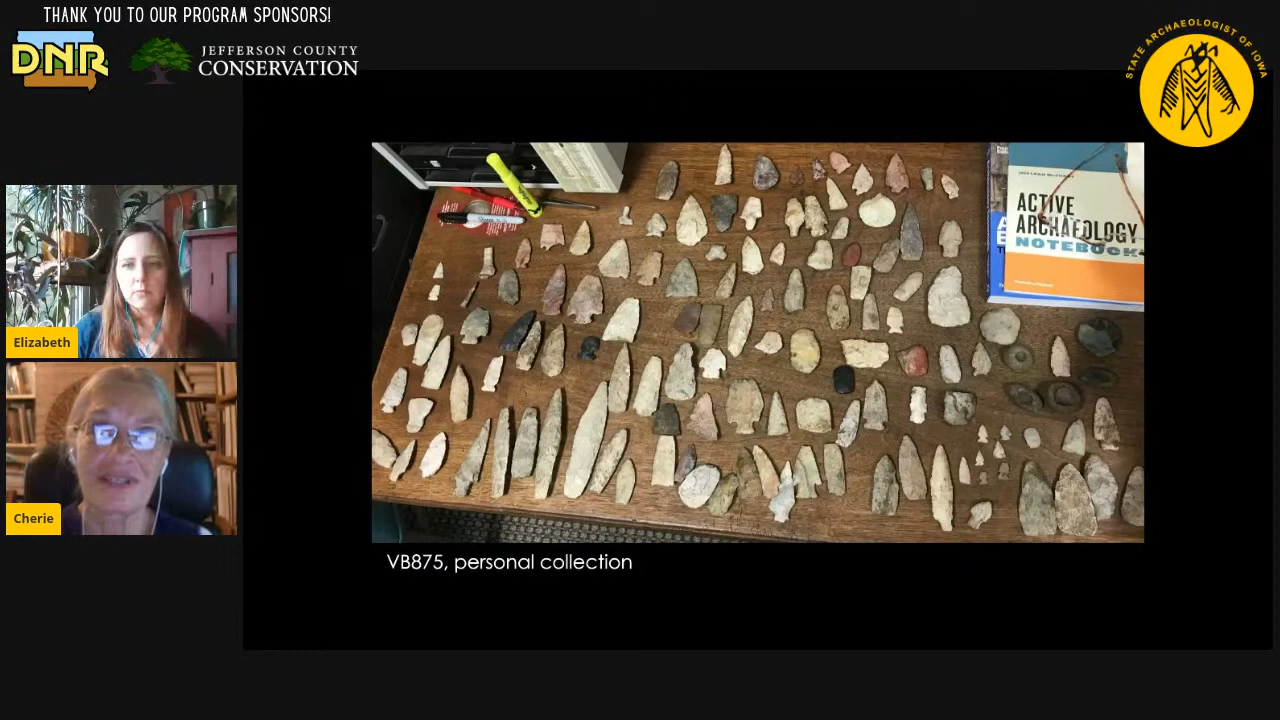 THANK YOU TO OUR PROGRAM SPONSORS!
DNR
JEFFERSON COUNTY
CONSERVATION
STATE ARCHAEOLOGIST OF IOWA
ACTIVE
ARCHAEOLOGY
NOTEBOOK
Elizabeth
Cherie
VB875, personal collection